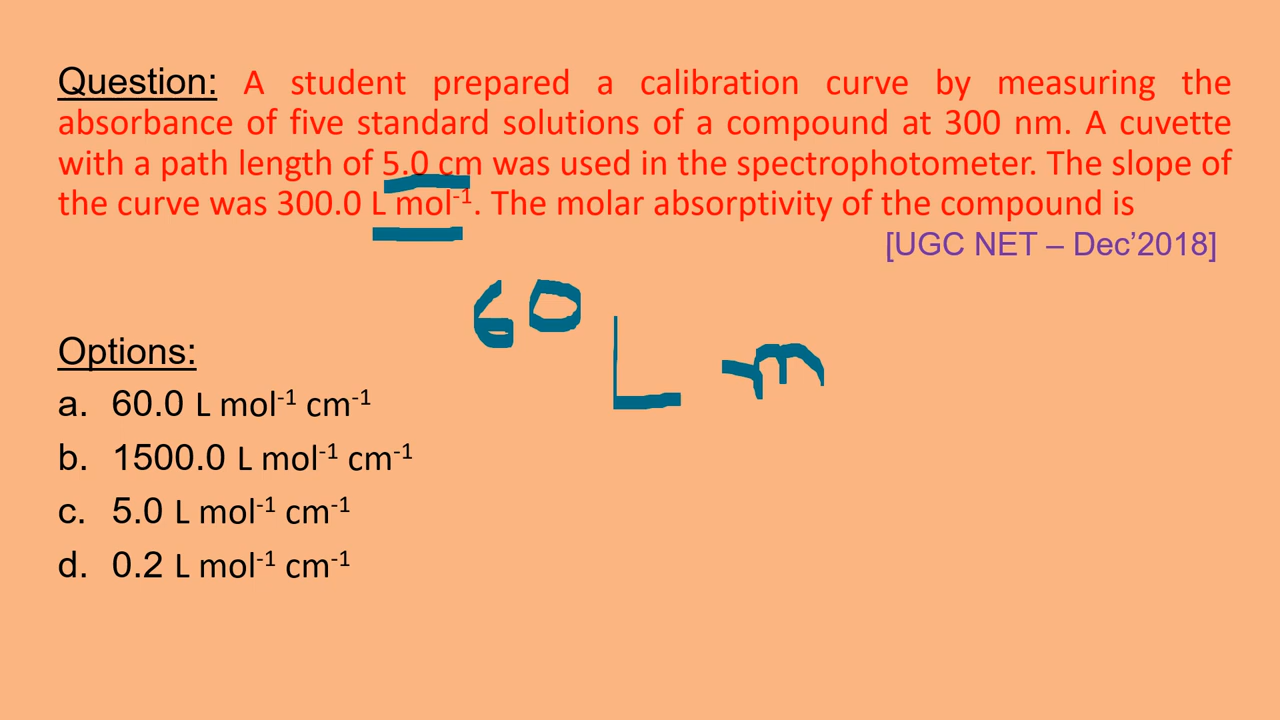 Question: A student prepared a calibration curve by measuring the
absorbance of five standard solutions of a compound at 300 nm. A cuvette
with a path length of 5.0 cm was used in the spectrophotometer. The slope of
the curve was 300.0 L mol⁻¹. The molar absorptivity of the compound is
[UGC NET – Dec’2018]
60 L m
Options:
a. 60.0 L mol⁻¹ cm⁻¹
b. 1500.0 L mol⁻¹ cm⁻¹
c. 5.0 L mol⁻¹ cm⁻¹
d. 0.2 L mol⁻¹ cm⁻¹